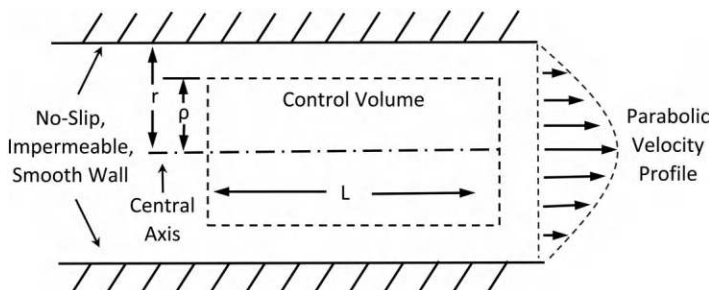 r
ρ
Control Volume
No-Slip,
Impermeable,
Smooth Wall
Parabolic
Velocity
Profile
L
Central
Axis